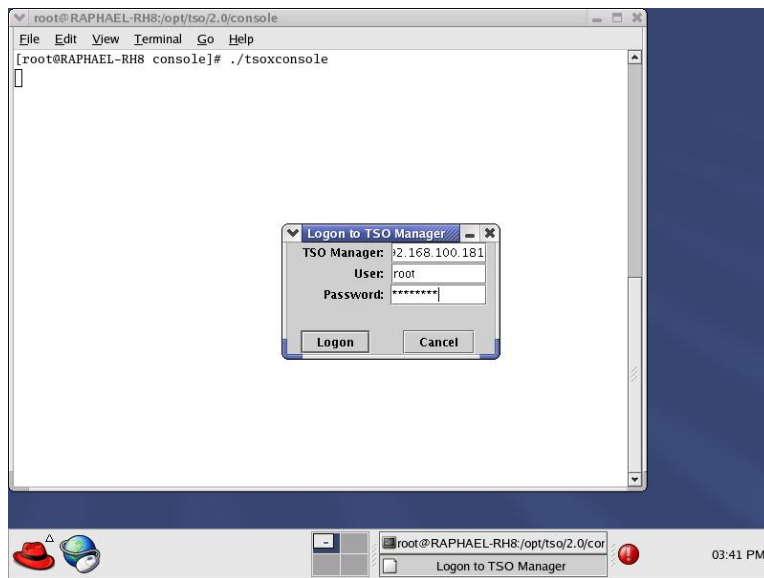 root@RAPHAEL-RH8:/opt/tso/2.0/console
File Edit View Terminal Go Help
[root@RAPHAEL-RH8 console]# ./tsoxconsole
Logon to TSO Manager
TSO Manager: 92.168.100.181
User: root
Password: ********
Logon Cancel
root@RAPHAEL-RH8:/opt/tso/2.0/cor
Logon to TSO Manager
03:41 PM